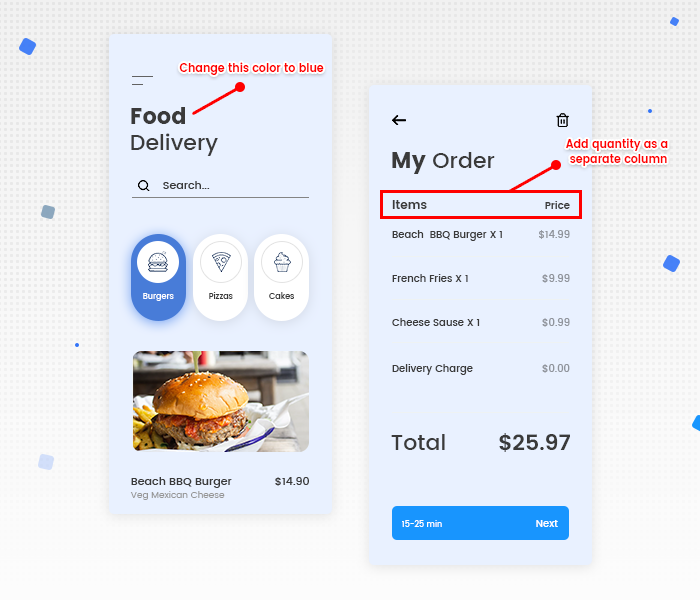 Change this color to blue
Food
Delivery
Search...
Burgers
Pizzas
Cakes
Beach BBQ Burger
$14.90
Veg Mexican Cheese
Add quantity as a
separate column
My Order
Items
Price
Beach BBQ Burger X 1
$14.99
French Fries X 1
$9.99
Cheese Sause X 1
$0.99
Delivery Charge
$0.00
Total
$25.97
15-25 min
Next